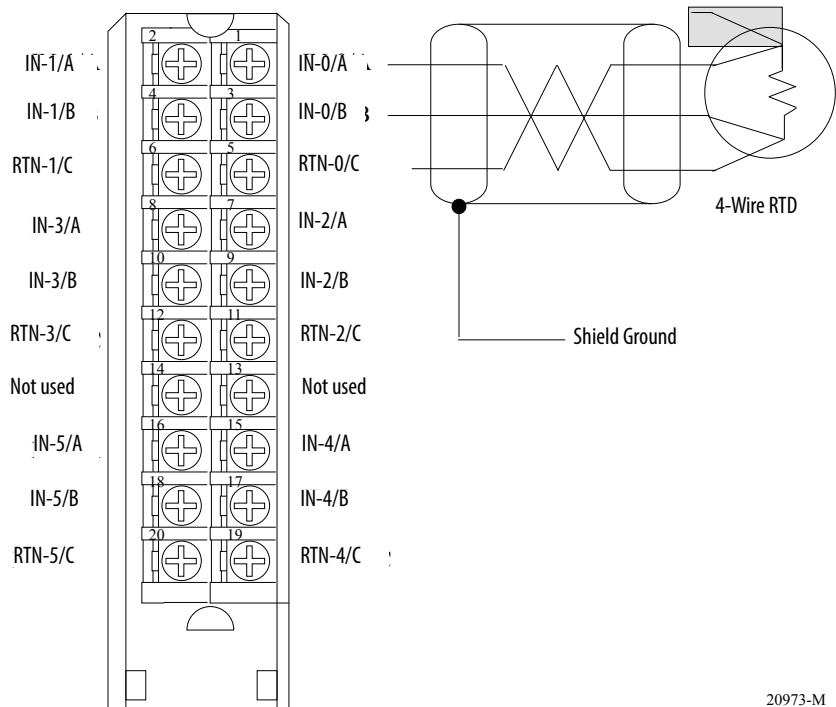 2 1
IN-1/A IN-0/A
4 3
IN-1/B IN-0/B
6 5
RTN-1/C RTN-0/C
4-Wire RTD
8 7
IN-3/A IN-2/A
10 9
IN-3/B IN-2/B
12 11
RTN-3/C RTN-2/C
Shield Ground
14 13
Not used Not used
16 15
IN-5/A IN-4/A
18 17
IN-5/B IN-4/B
20 19
RTN-5/C RTN-4/C
20973-M